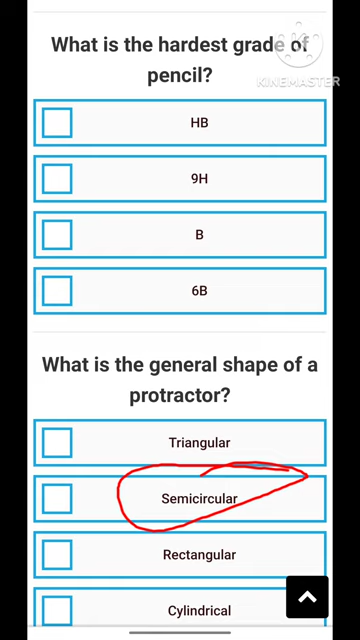 What is the hardest grade of
pencil?
KINEMASTER
HB
9H
B
6B
What is the general shape of a
protractor?
Triangular
Semicircular
Rectangular
Cylindrical